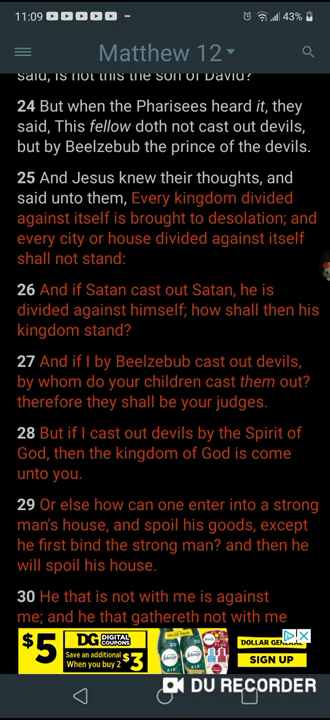 11:09
43%
Matthew 12
said, Is not this the son of David?
24 But when the Pharisees heard it, they
said, This fellow doth not cast out devils,
but by Beelzebub the prince of the devils.
25 And Jesus knew their thoughts, and
said unto them, Every kingdom divided
against itself is brought to desolation; and
every city or house divided against itself
shall not stand:
26 And if Satan cast out Satan, he is
divided against himself; how shall then his
kingdom stand?
27 And if I by Beelzebub cast out devils,
by whom do your children cast them out?
therefore they shall be your judges.
28 But if I cast out devils by the Spirit of
God, then the kingdom of God is come
unto you.
29 Or else how can one enter into a strong
man's house, and spoil his goods, except
he first bind the strong man? and then he
will spoil his house.
30 He that is not with me is against
me; and he that gathereth not with me
$5
DG DIGITAL COUPONS
Save an additional $3
When you buy 2
DOLLAR GENERAL
SIGN UP
DU RECORDER